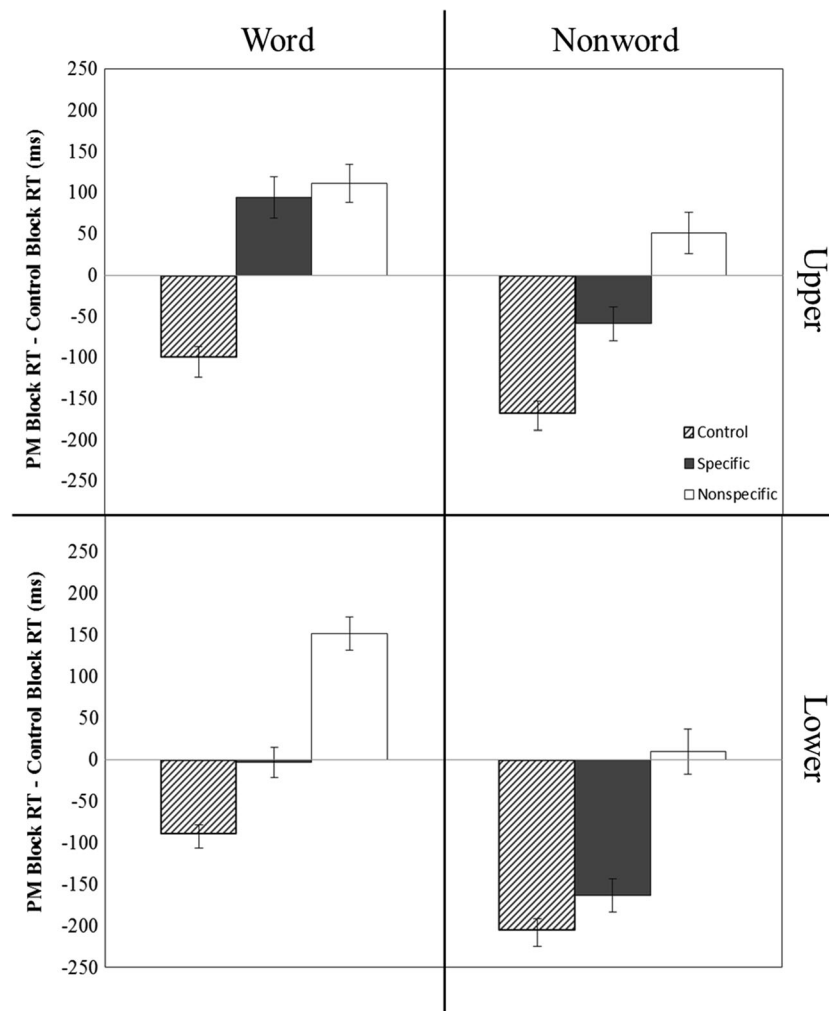 Word Nonword
PM Block RT - Control Block RT (ms)
250
200
150
100
50
0
-50
-100
-150
-200
-250
Control
Specific
Nonspecific
Upper
PM Block RT - Control Block RT (ms)
250
200
150
100
50
0
-50
-100
-150
-200
-250
Lower